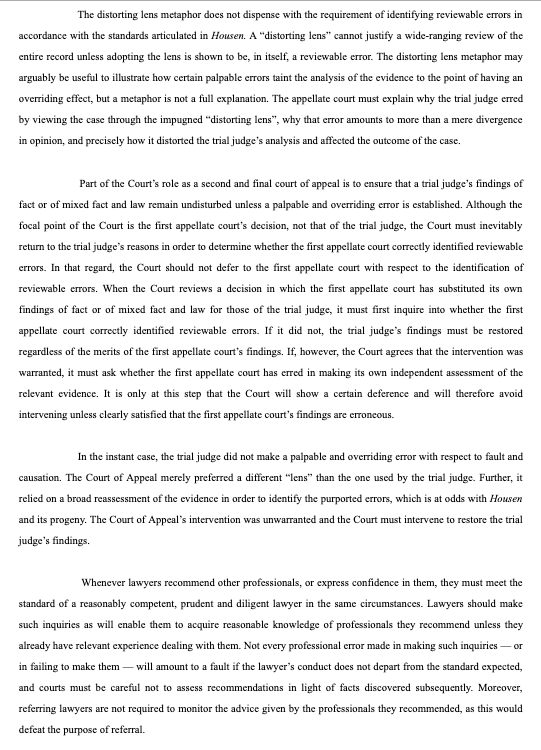 The distorting lens metaphor does not dispense with the requirement of identifying reviewable errors in
accordance with the standards articulated in Housen. A “distorting lens” cannot justify a wide-ranging review of the
entire record unless adopting the lens is shown to be, in itself, a reviewable error. The distorting lens metaphor may
arguably be useful to illustrate how certain palpable errors taint the analysis of the evidence to the point of having an
overriding effect, but a metaphor is not a full explanation. The appellate court must explain why the trial judge erred
by viewing the case through the impugned “distorting lens”, why that error amounts to more than a mere divergence
in opinion, and precisely how it distorted the trial judge’s analysis and affected the outcome of the case.
Part of the Court’s role as a second and final court of appeal is to ensure that a trial judge’s findings of
fact or of mixed fact and law remain undisturbed unless a palpable and overriding error is established. Although the
focal point of the Court is the first appellate court’s decision, not that of the trial judge, the Court must inevitably
return to the trial judge’s reasons in order to determine whether the first appellate court correctly identified reviewable
errors. In that regard, the Court should not defer to the first appellate court with respect to the identification of
reviewable errors. When the Court reviews a decision in which the first appellate court has substituted its own
findings of fact or of mixed fact and law for those of the trial judge, it must first inquire into whether the first
appellate court correctly identified reviewable errors. If it did not, the trial judge’s findings must be restored
regardless of the merits of the first appellate court’s findings. If, however, the Court agrees that the intervention was
warranted, it must ask whether the first appellate court has erred in making its own independent assessment of the
relevant evidence. It is only at this step that the Court will show a certain deference and will therefore avoid
intervening unless clearly satisfied that the first appellate court’s findings are erroneous.
In the instant case, the trial judge did not make a palpable and overriding error with respect to fault and
causation. The Court of Appeal merely preferred a different “lens” than the one used by the trial judge. Further, it
relied on a broad reassessment of the evidence in order to identify the purported errors, which is at odds with Housen
and its progeny. The Court of Appeal’s intervention was unwarranted and the Court must intervene to restore the trial
judge’s findings.
Whenever lawyers recommend other professionals, or express confidence in them, they must meet the
standard of a reasonably competent, prudent and diligent lawyer in the same circumstances. Lawyers should make
such inquiries as will enable them to acquire reasonable knowledge of professionals they recommend unless they
already have relevant experience dealing with them. Not every professional error made in making such inquiries — or
in failing to make them — will amount to a fault if the lawyer’s conduct does not depart from the standard expected,
and courts must be careful not to assess recommendations in light of facts discovered subsequently. Moreover,
referring lawyers are not required to monitor the advice given by the professionals they recommended, as this would
defeat the purpose of referral.